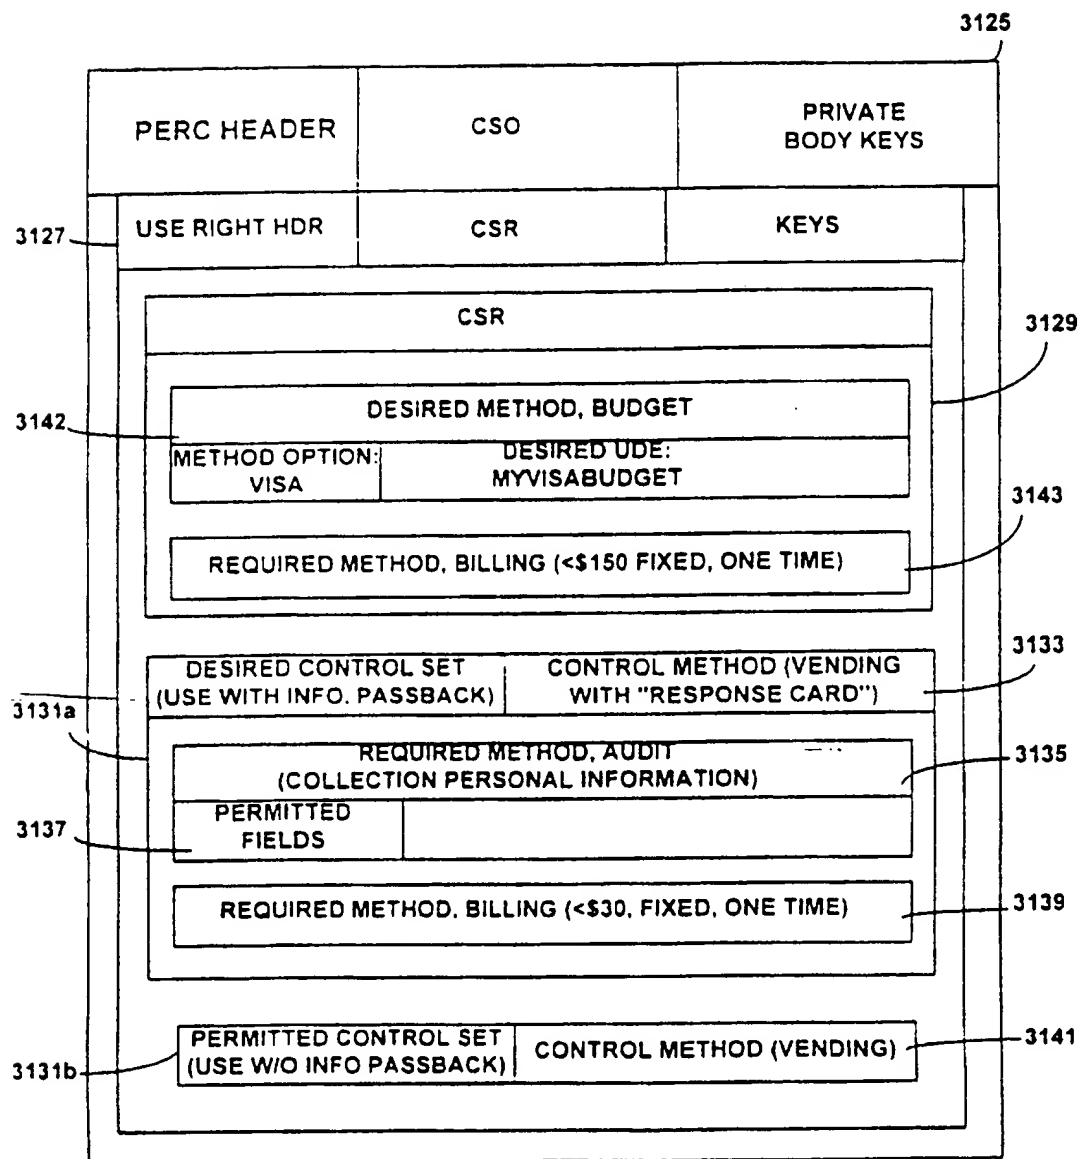 3125
PERC HEADER
CSO
PRIVATE
BODY KEYS
3127
USE RIGHT HDR
CSR
KEYS
CSR
3129
3142
DESIRED METHOD, BUDGET
METHOD OPTION:
VISA
DESIRED UDE:
MYVISABUDGET
3143
REQUIRED METHOD, BILLING (<$150 FIXED, ONE TIME)
DESIRED CONTROL SET
(USE WITH INFO. PASSBACK)
CONTROL METHOD (VENDING
WITH "RESPONSE CARD")
3133
3131a
REQUIRED METHOD, AUDIT
(COLLECTION PERSONAL INFORMATION)
3135
3137
PERMITTED
FIELDS
REQUIRED METHOD, BILLING (<$30, FIXED, ONE TIME)
3139
3131b
PERMITTED CONTROL SET
(USE W/O INFO PASSBACK)
CONTROL METHOD (VENDING)
3141